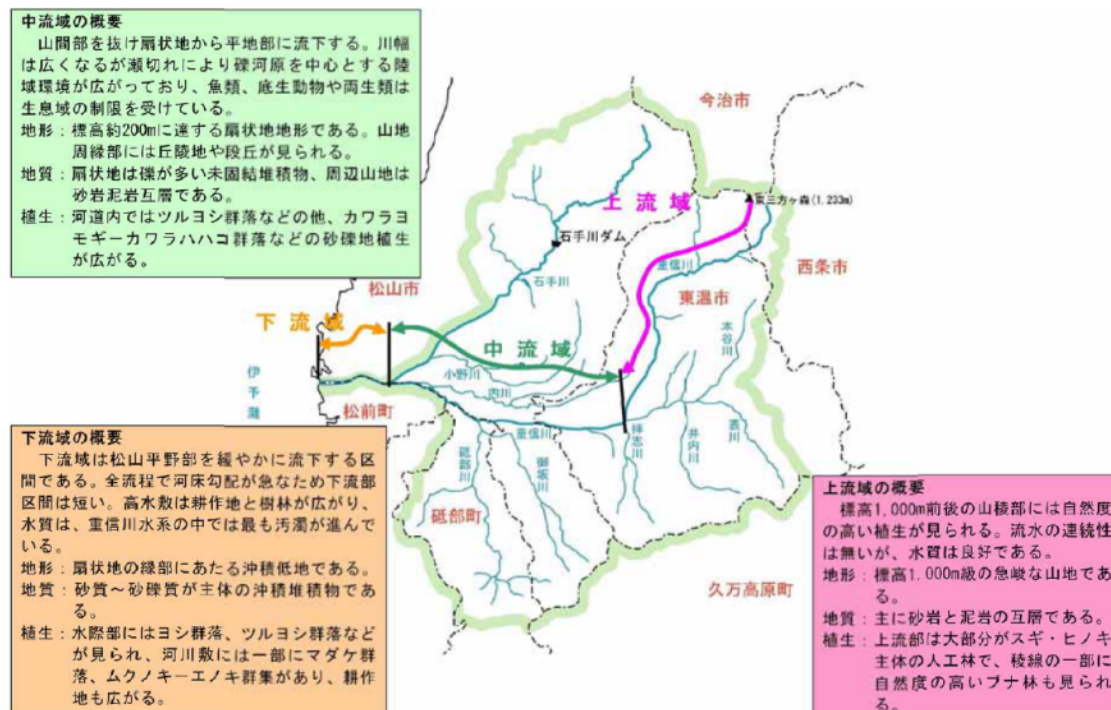 中流域の概要
山間部を抜け扇状地から平地部に流下する。川幅
は広くなるが瀬切れにより礫河原を中心とする陸
域環境が広がっており、魚類、底生動物や両生類は
生息域の制限を受けている。
地形：標高約200mに達する扇状地地形である。山地
周縁部には丘陵地や段丘が見られる。
地質：扇状地は礫が多い未固結堆積物、周辺山地は
砂岩泥岩互層である。
植生：河道内ではツルヨシ群落などの他、カワラヨ
モギーカワラハハコ群落などの砂礫地植生
が広がる。
今治市
上流域
東三方ヶ森(1,233m)
石手川ダム
重信川
西条市
石手川
松山市
東温市
本谷川
下流域
中流域
小野川
内川
伊予灘
松前町
重信川
拝志川
井内川
表川
砥部川
御坂川
砥部町
久万高原町
下流域の概要
下流域は松山平野部を緩やかに流下する区
間である。全流程で河床勾配が急なため下流部
区間は短い。高水敷は耕作地と樹林が広がり、
水質は、重信川水系の中では最も汚濁が進んで
いる。
地形：扇状地の縁部にあたる沖積低地である。
地質：砂質～砂礫質が主体の沖積堆積物であ
る。
植生：水際部にはヨシ群落、ツルヨシ群落など
が見られ、河川敷には一部にマダケ群
落、ムクノキーエノキ群集があり、耕作
地も広がる。
上流域の概要
標高1,000m前後の山稜部には自然度
の高い植生が見られる。流水の連続性
は無いが、水質は良好である。
地形：標高1,000m級の急峻な山地であ
る。
地質：主に砂岩と泥岩の互層である。
植生：上流部は大部分がスギ・ヒノキ
主体の人工林で、稜線の一部に
自然度の高いブナ林も見られ
る。